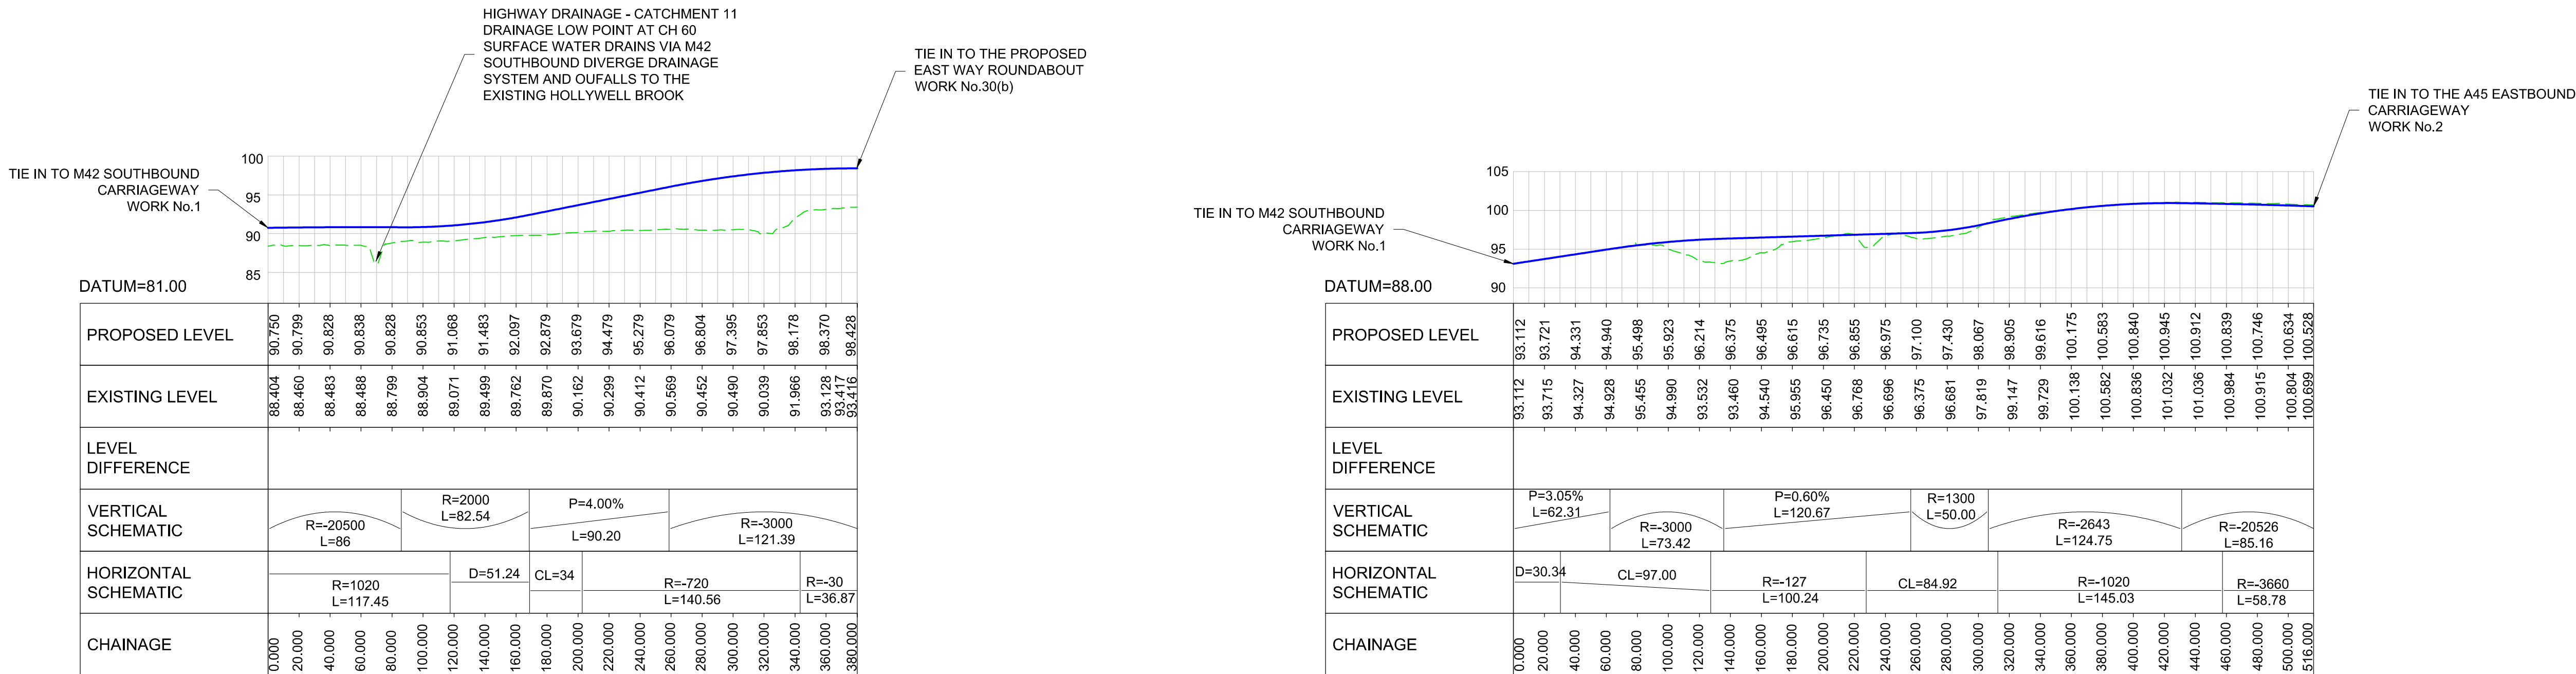 HIGHWAY DRAINAGE - CATCHMENT 11
DRAINAGE LOW POINT AT CH 60
SURFACE WATER DRAINS VIA M42
SOUTHBOUND DIVERGE DRAINAGE
SYSTEM AND OUFALLS TO THE
EXISTING HOLLYWELL BROOK
TIE IN TO THE PROPOSED
EAST WAY ROUNDABOUT
WORK No.30(b)
TIE IN TO M42 SOUTHBOUND
CARRIAGEWAY
WORK No.1
100
95
90
85
DATUM=81.00
PROPOSED LEVEL
90.750 90.799 90.828 90.838 90.828 90.853 91.068 91.483 92.097 92.879 93.679 94.479 95.279 96.079 96.804 97.395 97.853 98.178 98.370 98.428
EXISTING LEVEL
88.404 88.460 88.483 88.488 88.799 88.904 89.071 89.499 89.762 89.870 90.162 90.299 90.412 90.569 90.452 90.490 90.039 91.966 93.128 93.417 93.416
LEVEL
DIFFERENCE
VERTICAL
SCHEMATIC
R=-20500
L=86
R=2000
L=82.54
P=4.00%
L=90.20
R=-3000
L=121.39
HORIZONTAL
SCHEMATIC
R=1020
L=117.45
D=51.24
CL=34
R=-720
L=140.56
R=-30
L=36.87
CHAINAGE
0.000 20.000 40.000 60.000 80.000 100.000 120.000 140.000 160.000 180.000 200.000 220.000 240.000 260.000 280.000 300.000 320.000 340.000 360.000 380.000
TIE IN TO THE A45 EASTBOUND
CARRIAGEWAY
WORK No.2
TIE IN TO M42 SOUTHBOUND
CARRIAGEWAY
WORK No.1
105
100
95
90
DATUM=88.00
PROPOSED LEVEL
93.112 93.721 94.331 94.940 95.498 95.923 96.214 96.375 96.495 96.615 96.735 96.855 96.975 97.100 97.430 98.067 98.905 99.616 100.175 100.583 100.840 100.945 100.912 100.839 100.746 100.634 100.528
EXISTING LEVEL
93.112 93.715 94.327 94.928 95.455 94.990 93.532 93.460 94.540 95.955 96.450 96.768 96.696 96.375 96.681 97.819 99.147 99.729 100.138 100.582 100.836 101.032 101.036 100.984 100.915 100.804 100.699
LEVEL
DIFFERENCE
VERTICAL
SCHEMATIC
P=3.05%
L=62.31
R=-3000
L=73.42
P=0.60%
L=120.67
R=1300
L=50.00
R=-2643
L=124.75
R=-20526
L=85.16
HORIZONTAL
SCHEMATIC
D=30.34
CL=97.00
R=-127
L=100.24
CL=84.92
R=-1020
L=145.03
R=-3660
L=58.78
CHAINAGE
0.000 20.000 40.000 60.000 80.000 100.000 120.000 140.000 160.000 180.000 200.000 220.000 240.000 260.000 280.000 300.000 320.000 340.000 360.000 380.000 400.000 420.000 440.000 460.000 480.000 500.000 516.000